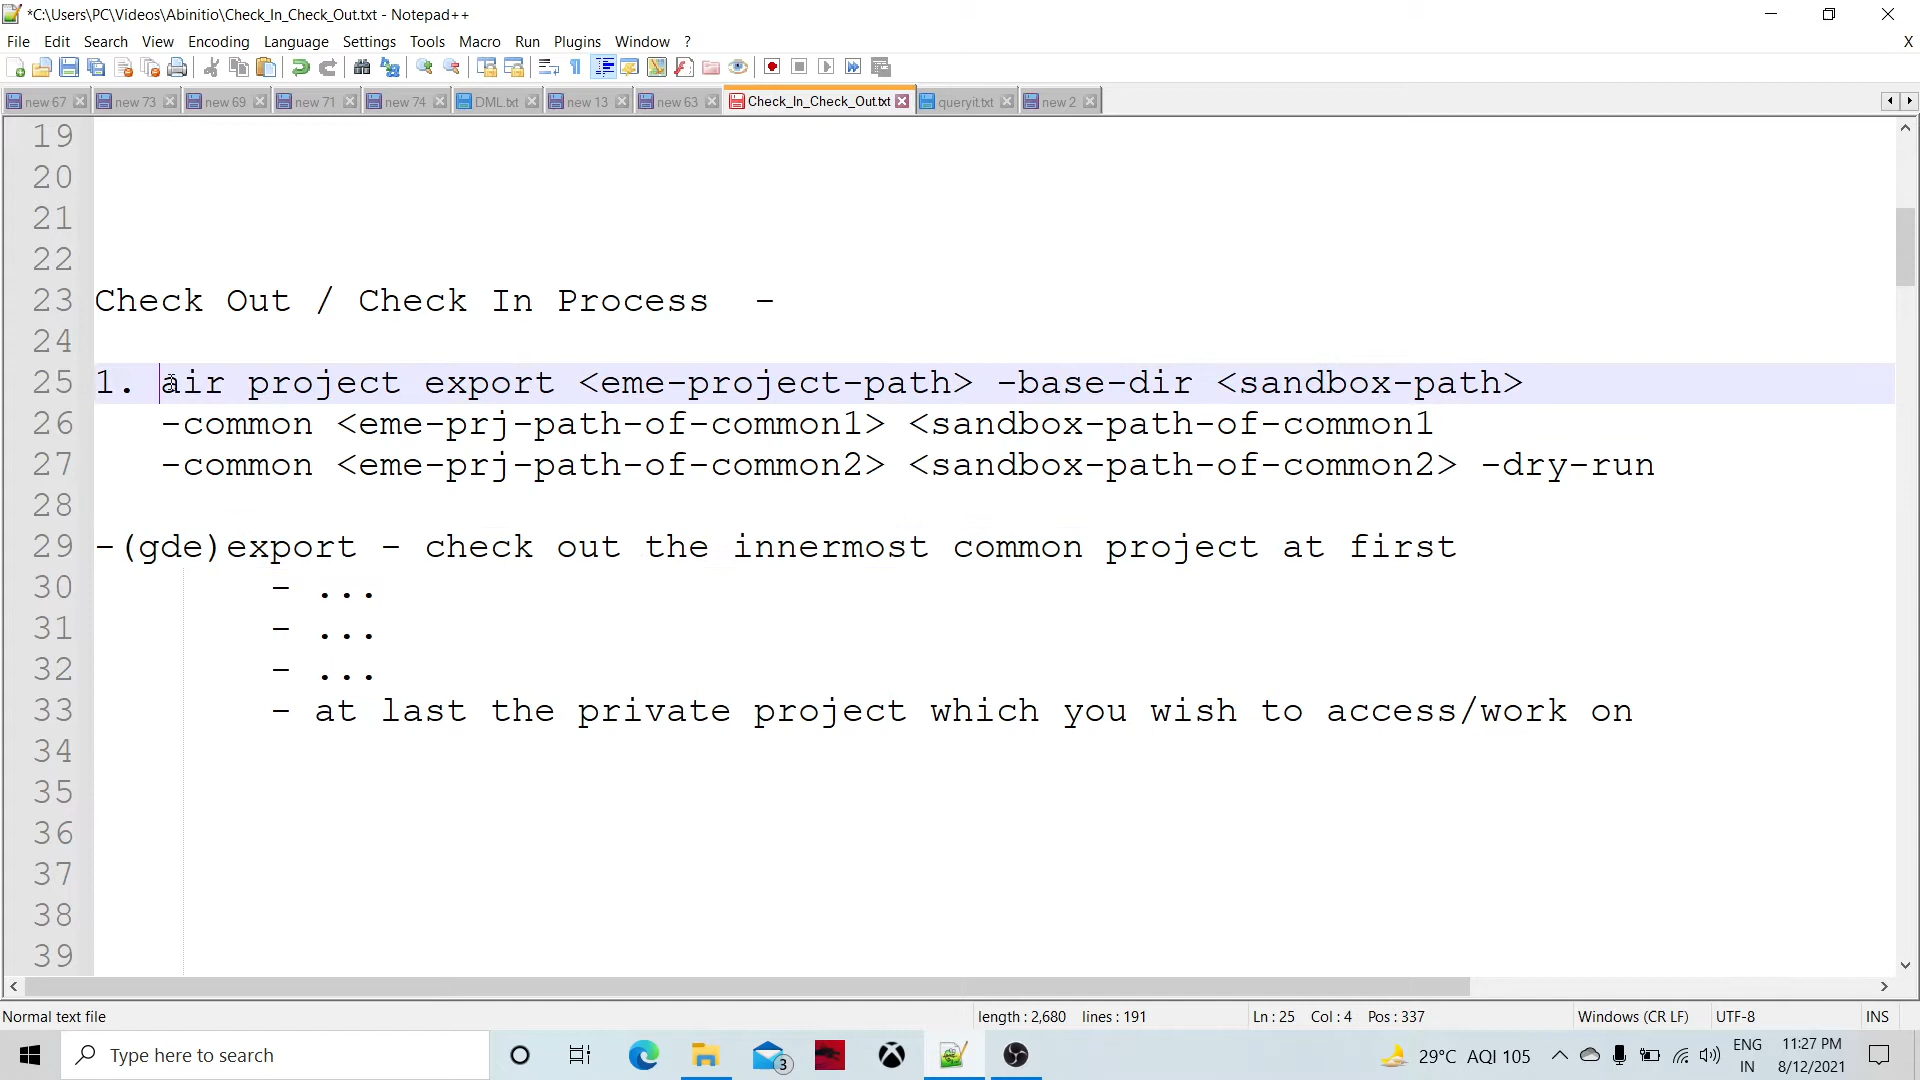 *C:\Users\PC\Videos\Abinitio\Check_In_Check_Out.txt - Notepad++
File Edit Search View Encoding Language Settings Tools Macro Run Plugins Window ?
X
new 67 new 73 new 69 new 71 new 74 DML.txt new 13 new 63 Check_In_Check_Out.txt queryit.txt new 2
19
20
21
22
23 Check Out / Check In Process -
24
25 1. air project export <eme-project-path> -base-dir <sandbox-path>
26 -common <eme-prj-path-of-common1> <sandbox-path-of-common1
27 -common <eme-prj-path-of-common2> <sandbox-path-of-common2> -dry-run
28
29 -(gde)export - check out the innermost common project at first
30 - ...
31 - ...
32 - ...
33 - at last the private project which you wish to access/work on
34
35
36
37
38
39
Normal text file length : 2,680 lines : 191 Ln : 25 Col : 4 Pos : 337 Windows (CR LF) UTF-8 INS
Type here to search 3 29°C AQI 105 ENG 11:27 PM
IN 8/12/2021